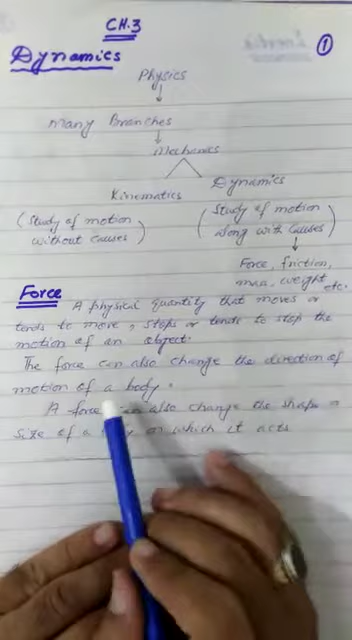 CH.3
Dynamics
1
Physics
Many Branches
Mechanics
Kinematics Dynamics
(Study of motion without causes)
(Study of motion along with causes)
Force, friction,
mass, weight etc.
Force
A physical quantity that moves or
tends to move, stops or tends to stop the
motion of an object.
The force can also change the direction of
motion of a body.
A force also change the shape or
size of a on which it acts